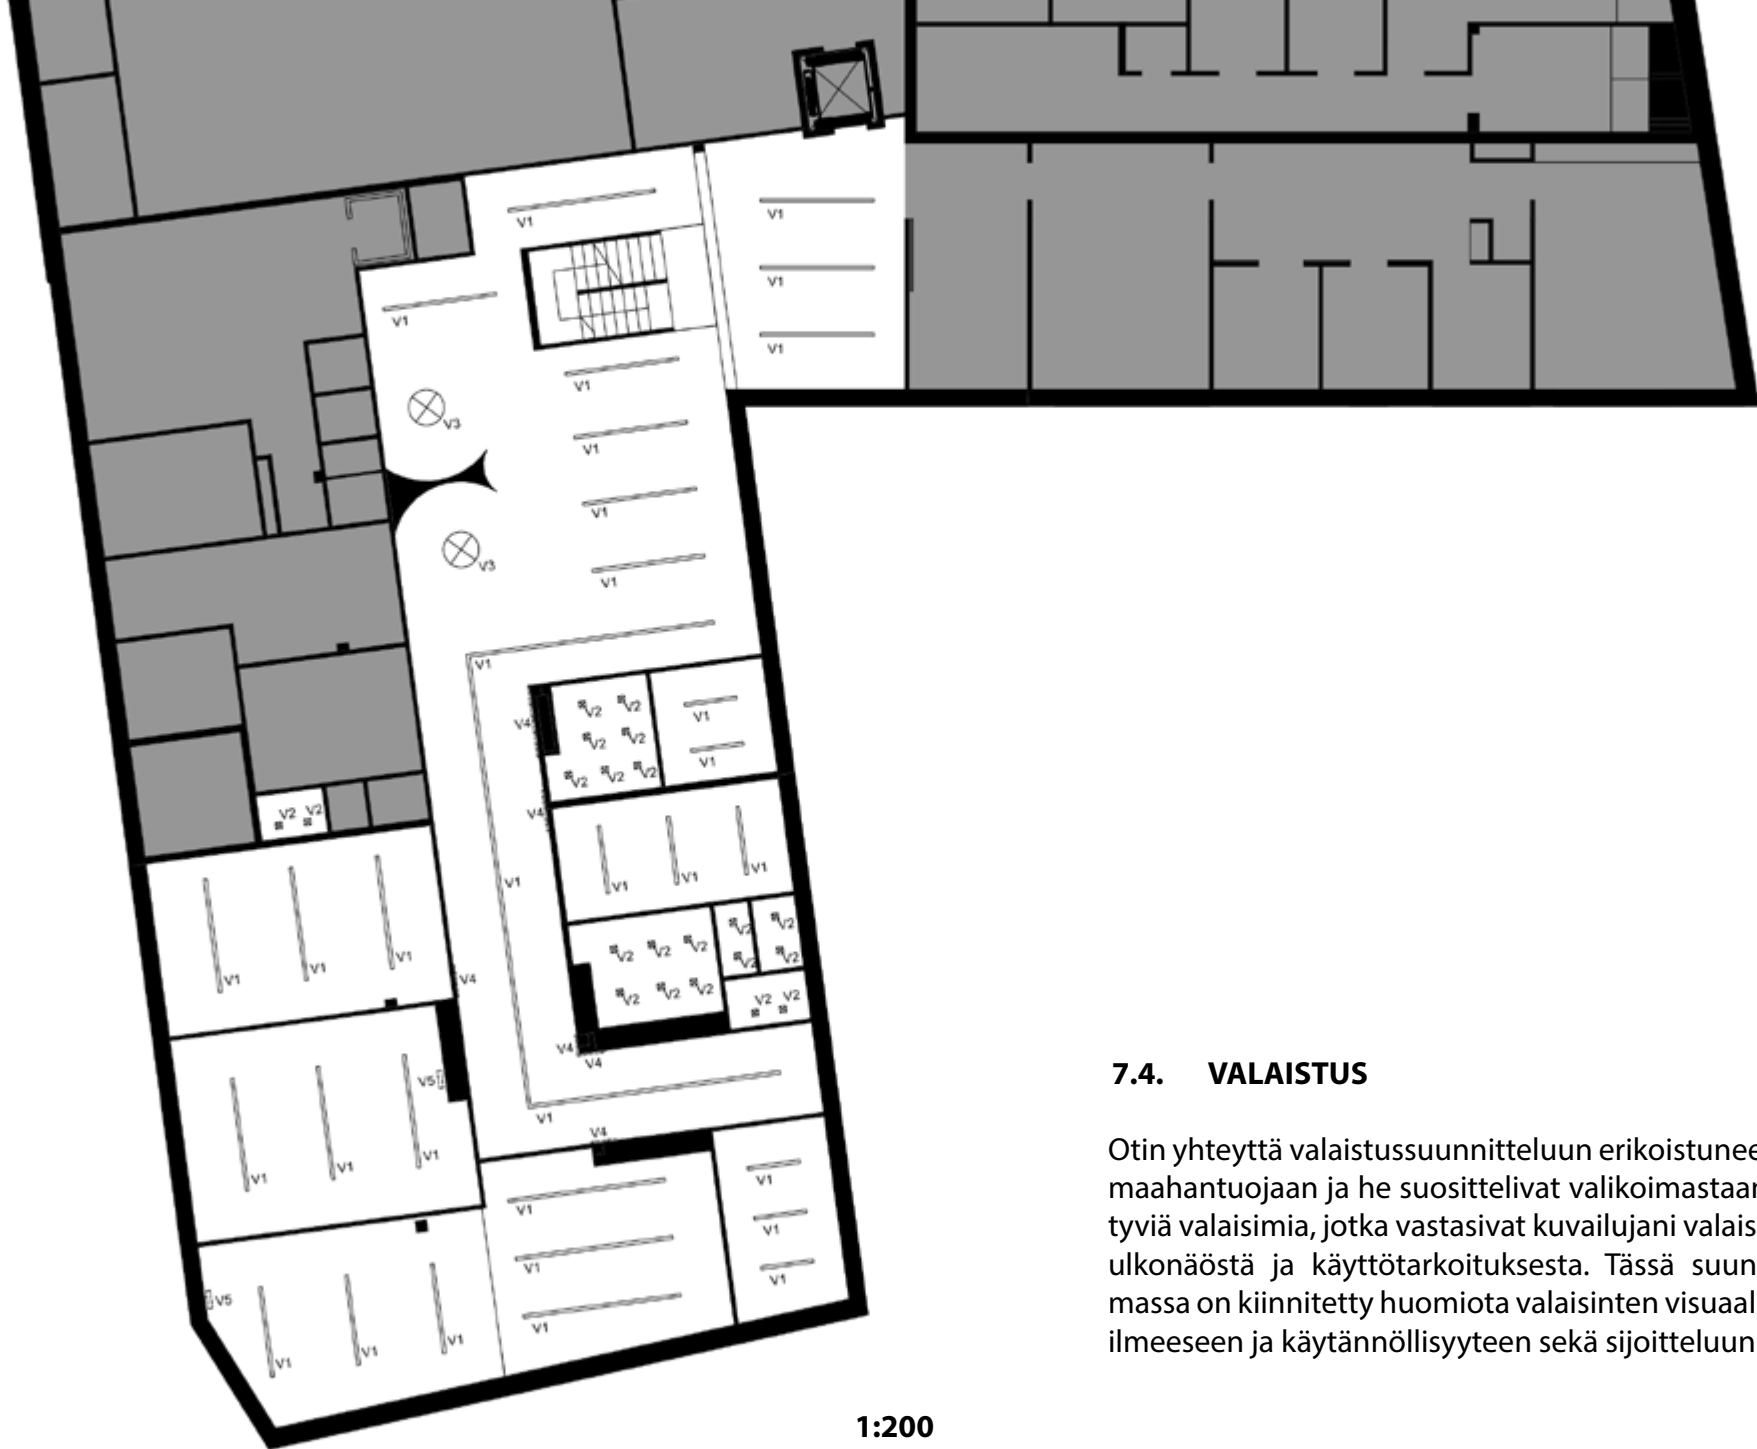 V1
V1
V1
V1
V1
V1
V3
V1
V1
V3
V1
V1
V4
V2
V2
V1
V2
V2
V1
V2
V2
V2
V4
V2
V2
V1
V1
V1
V1
V2
V2
V2
V2
V2
V1
V1
V1
V4
V2
V2
V2
V2
V2
V2
V2
V4
V4
V5
V1
V4
V1
V1
V1
V1
V1
V1
V1
V1
V5
V1
V1
V1
V1
V1
7.4. VALAISTUS
Otin yhteyttä valaistussuunnitteluun erikoistunee
maahantuojaan ja he suosittelivat valikoimastaan
tyviä valaisimia, jotka vastasivat kuvailujani valais
ulkonäöstä ja käyttötarkoituksesta. Tässä suun
massa on kiinnitetty huomiota valaisinten visuaal
ilmeeseen ja käytännöllisyyteen sekä sijoitteluun
1:200